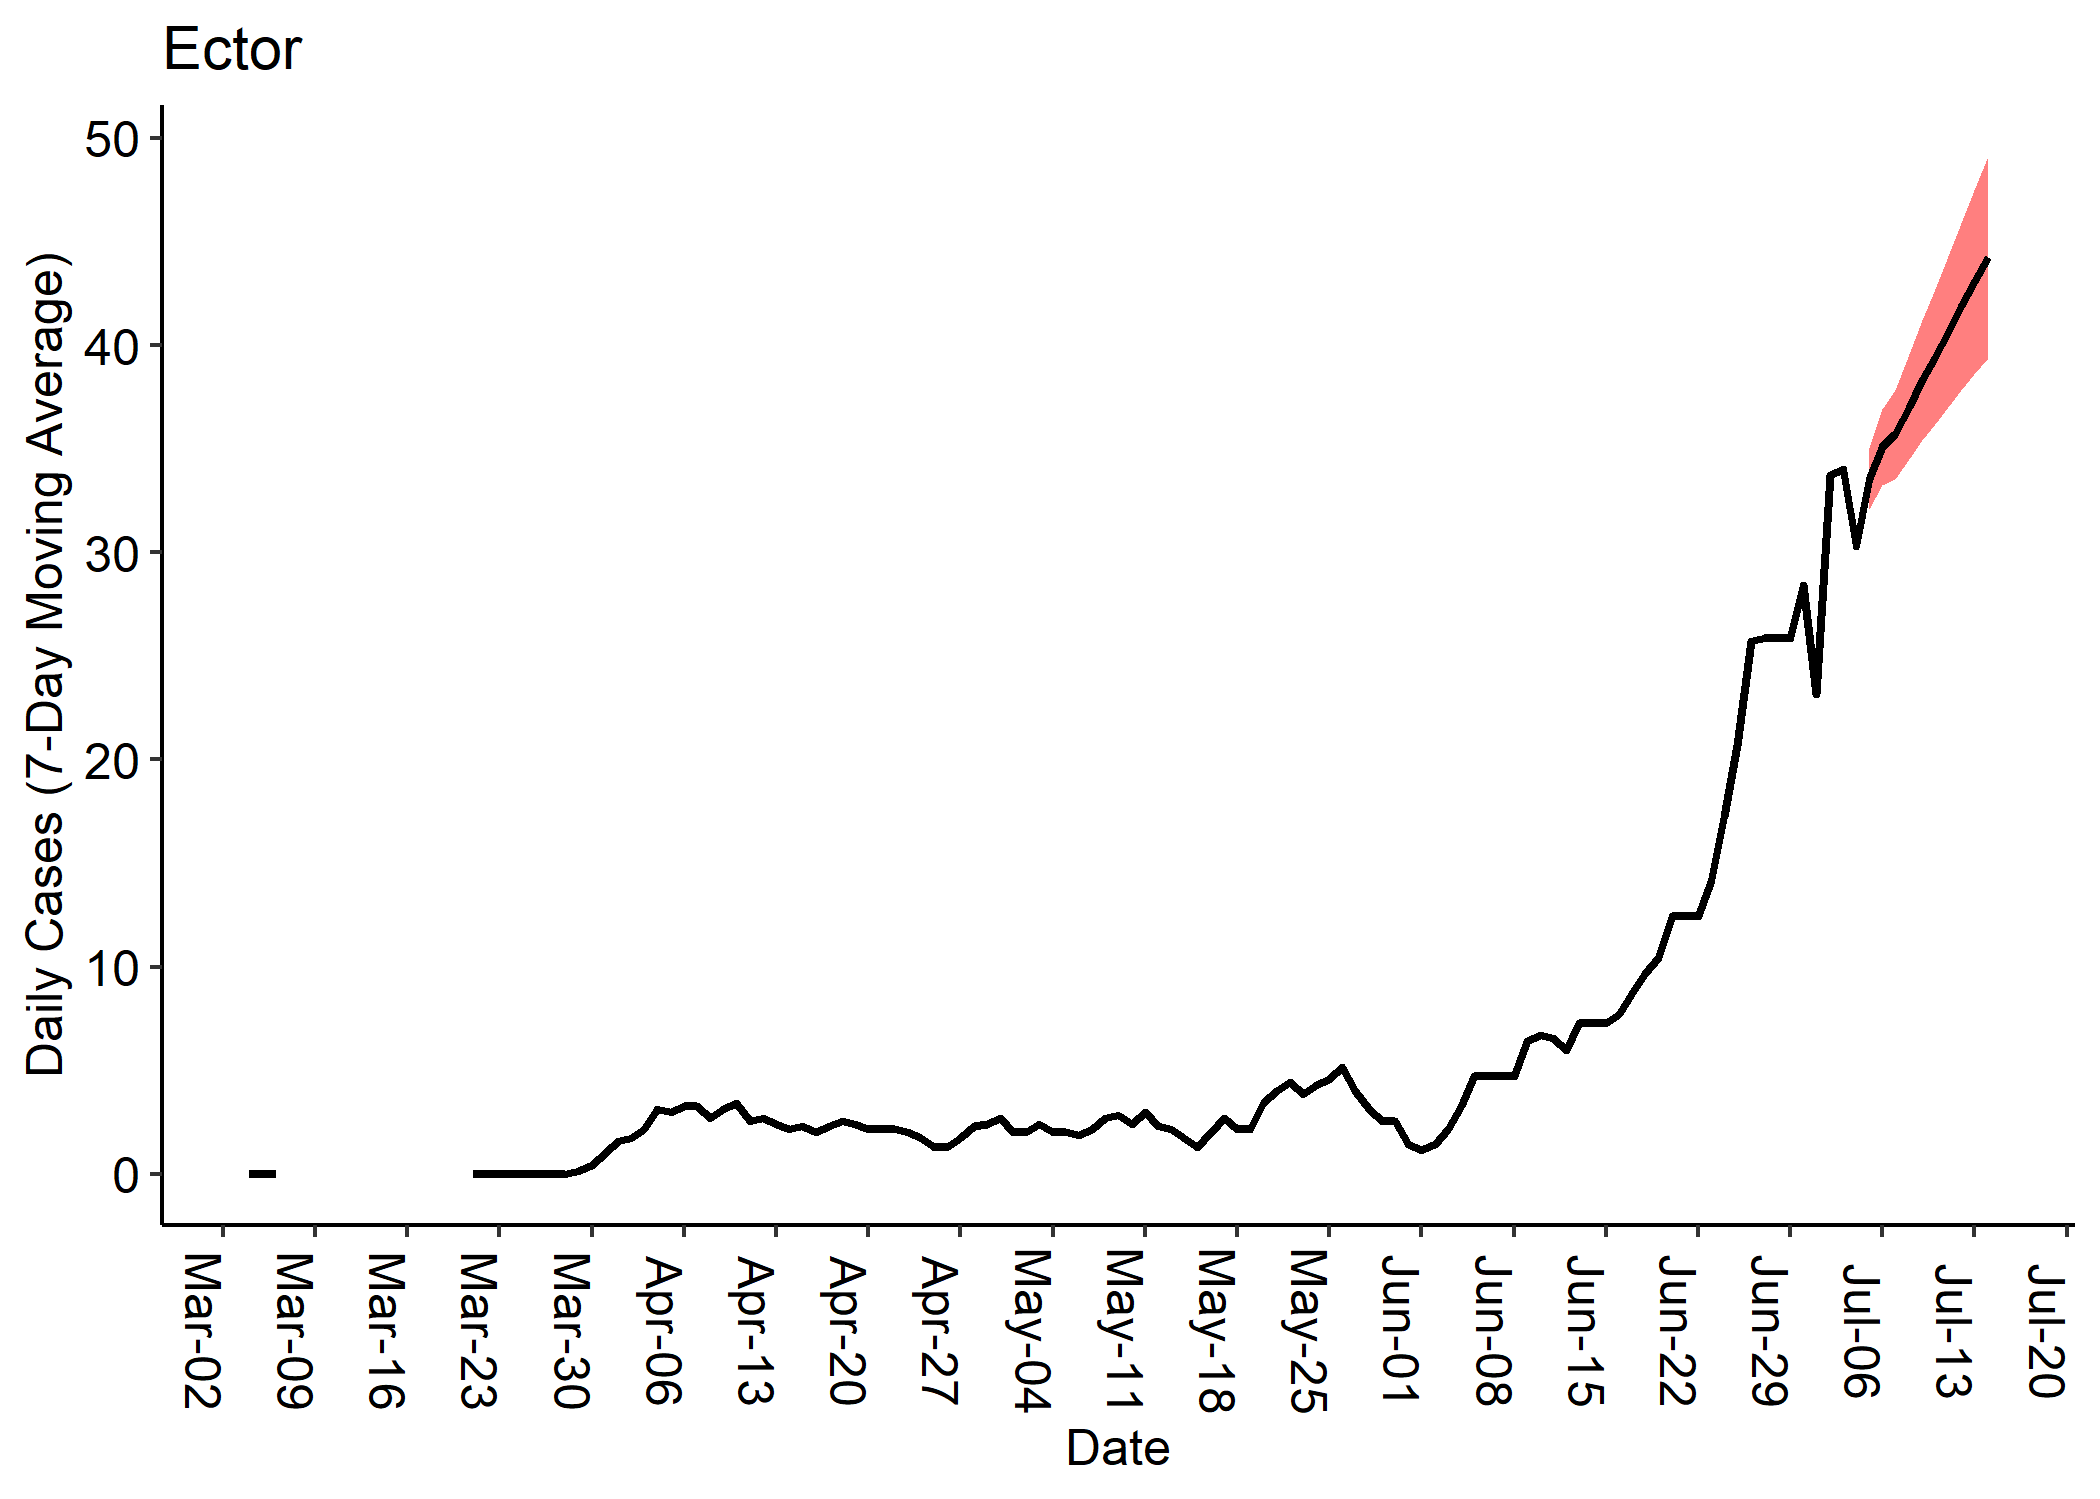 Ector
Daily Cases (7-Day Moving Average)
50
40
30
20
10
0
Mar-02
Mar-09
Mar-16
Mar-23
Mar-30
Apr-06
Apr-13
Apr-20
Apr-27
May-04
May-11
May-18
May-25
Jun-01
Jun-08
Jun-15
Jun-22
Jun-29
Jul-06
Jul-13
Jul-20
Date